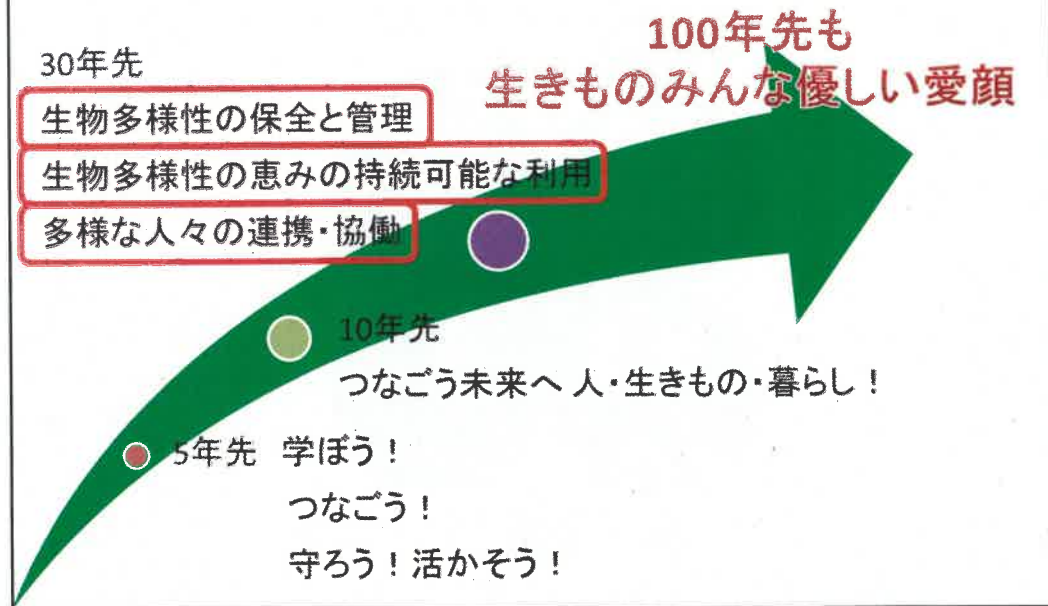 100年先も
生きものみんな優しい愛顔
30年先
生物多様性の保全と管理
生物多様性の恵みの持続可能な利用
多様な人々の連携・協働
10年先
つなごう未来へ 人・生きもの・暮らし！
5年先 学ぼう！
つなごう！
守ろう！活かそう！